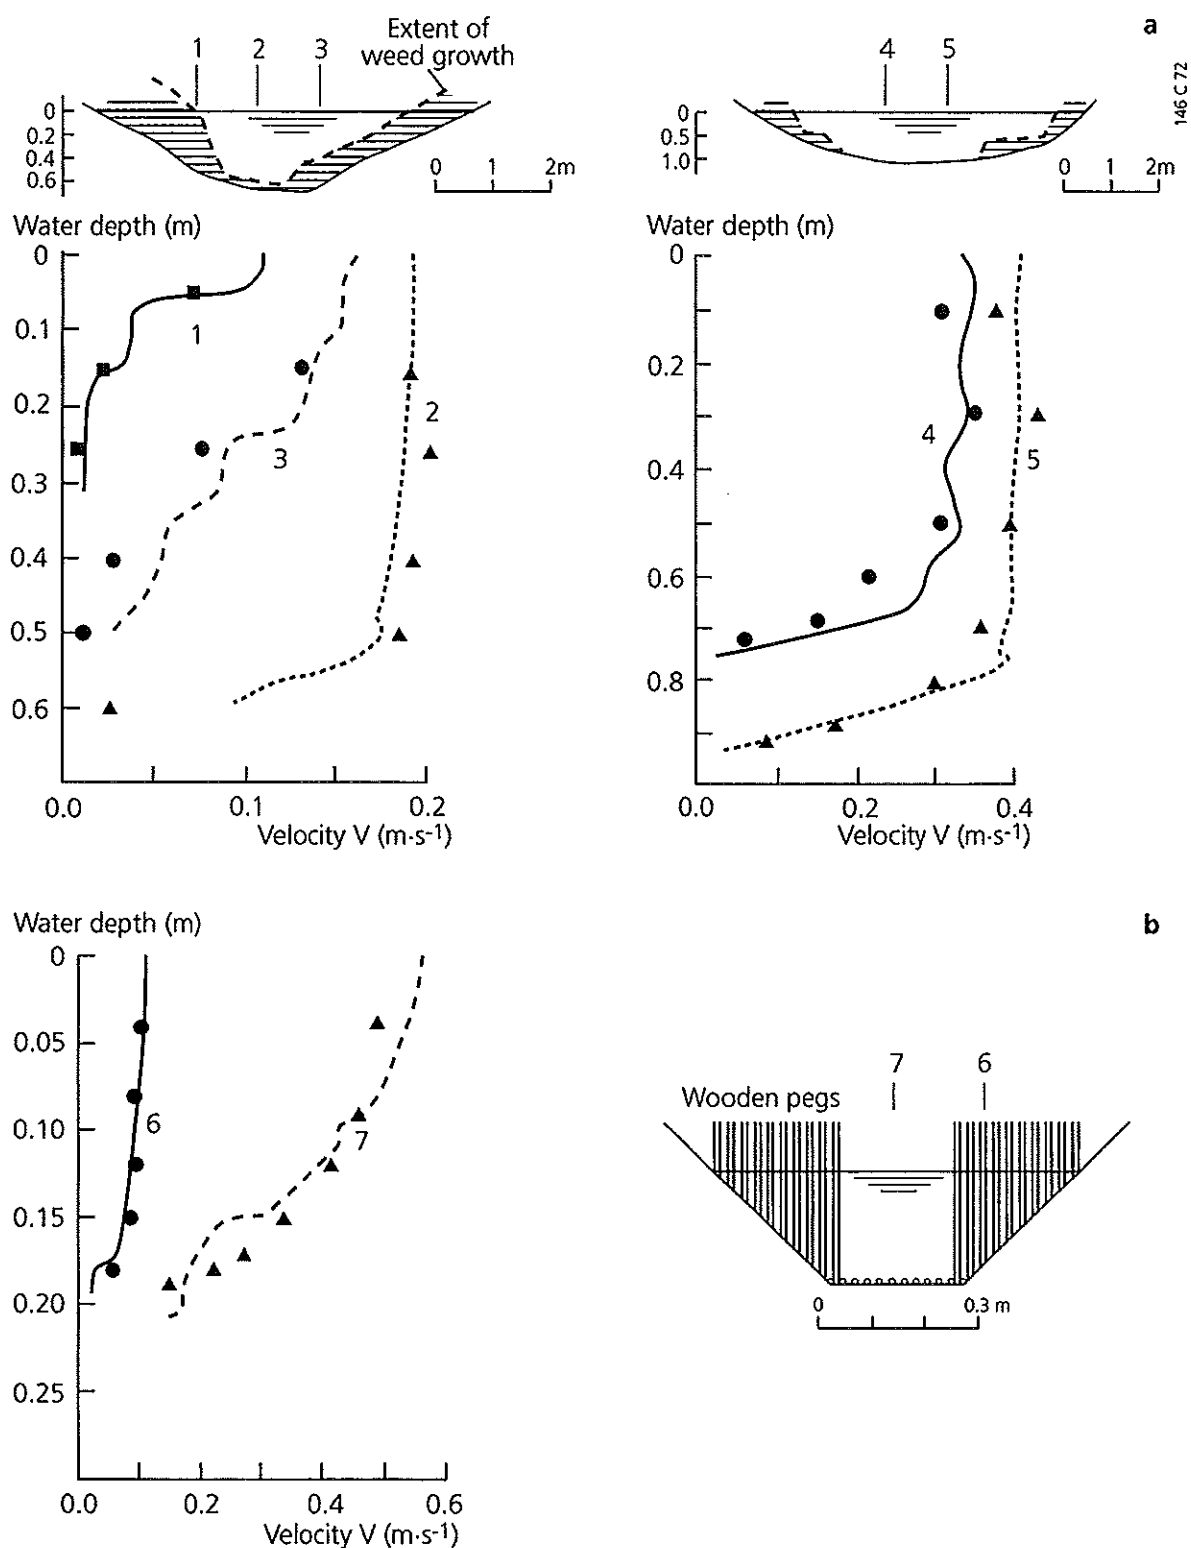 a
146 C 72
Extent of
weed growth
1 2 3
0
0.2
0.4
0.6
0 1 2m
4 5
0
0.5
1.0
0 1 2m
Water depth (m)
0
0.1
0.2
0.3
0.4
0.5
0.6
1
3
2
0.0 0.1 0.2
Velocity V (m·s-1)
Water depth (m)
0
0.2
0.4
0.6
0.8
4
5
0.0 0.2 0.4
Velocity V (m·s-1)
b
Water depth (m)
0
0.05
0.10
0.15
0.20
0.25
6
7
0.0 0.2 0.4 0.6
Velocity V (m·s-1)
7 6
Wooden pegs
0 0.3 m